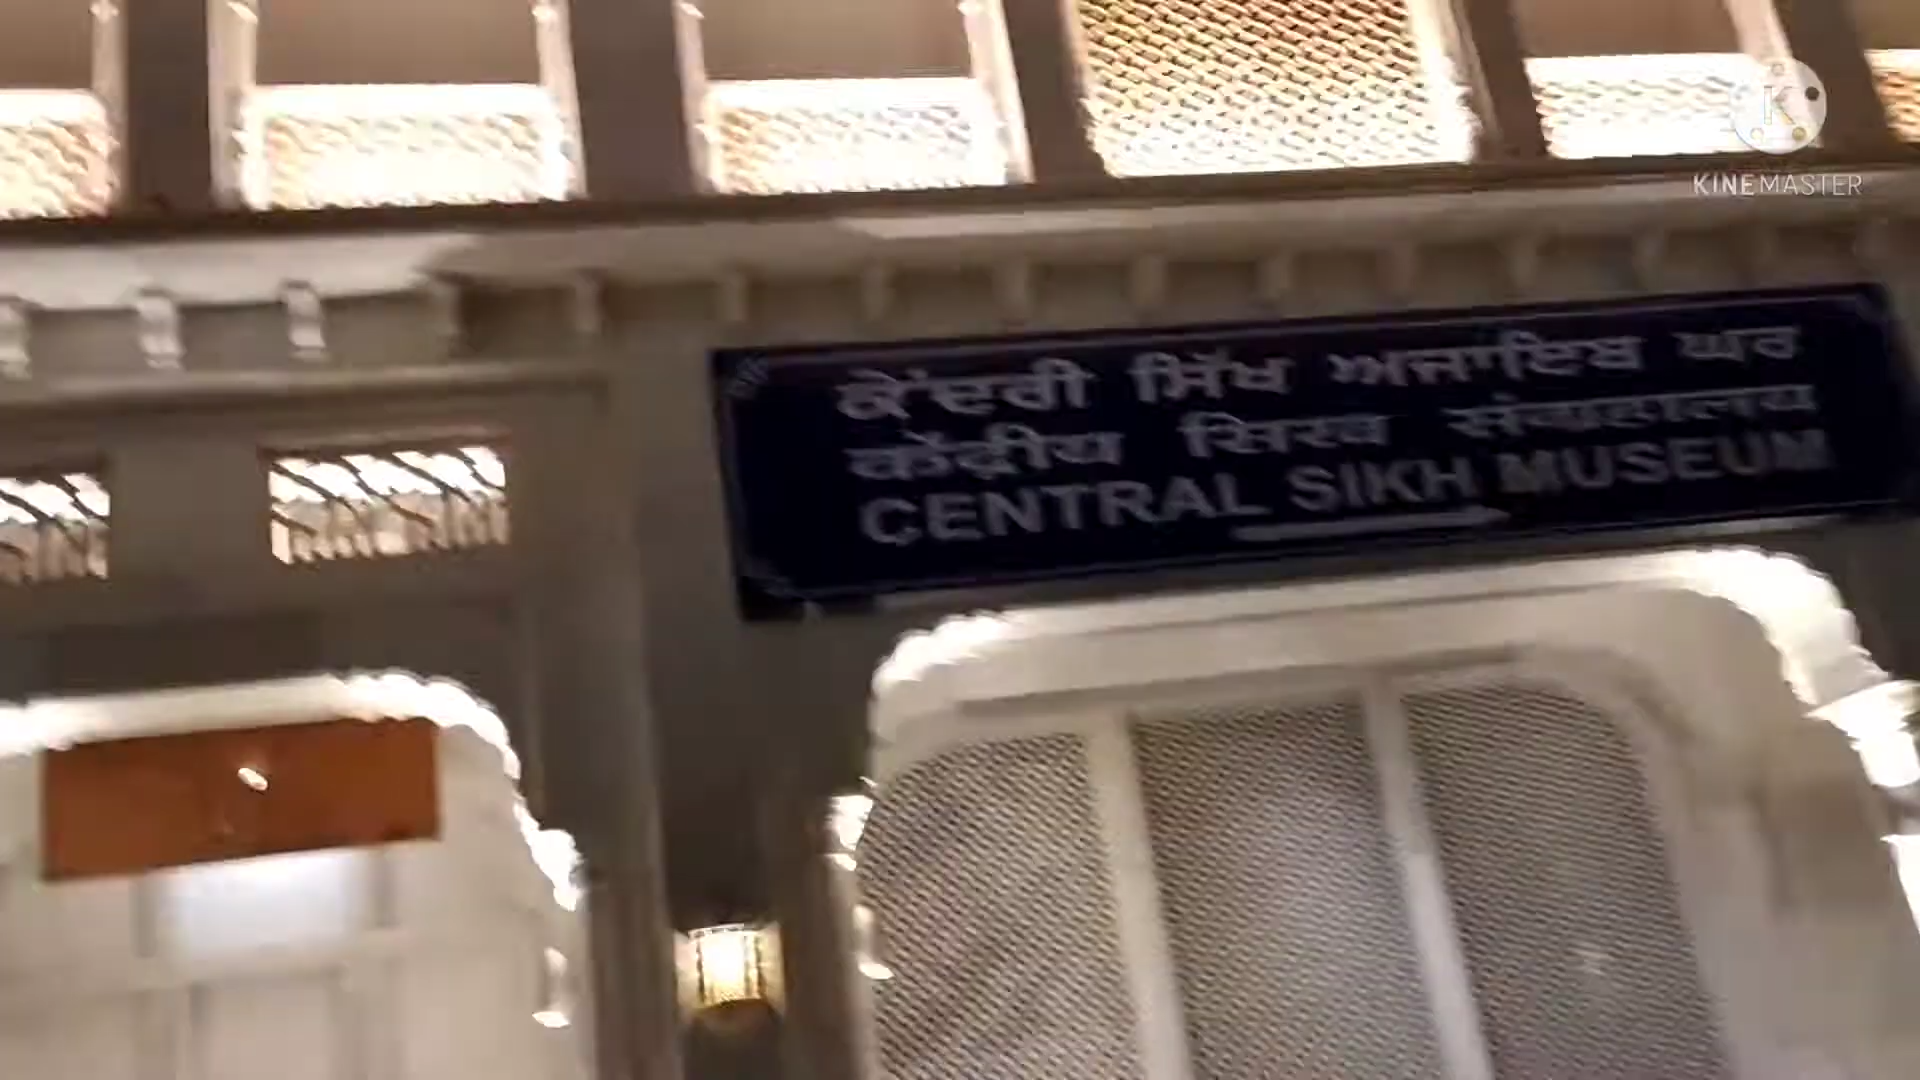 ਕੇਂਦਰੀ ਸਿੱਖ ਅਜਾਇਬ ਘਰ
केंद्रीय सिख संग्रहालय
CENTRAL SIKH MUSEUM
KINEMASTER